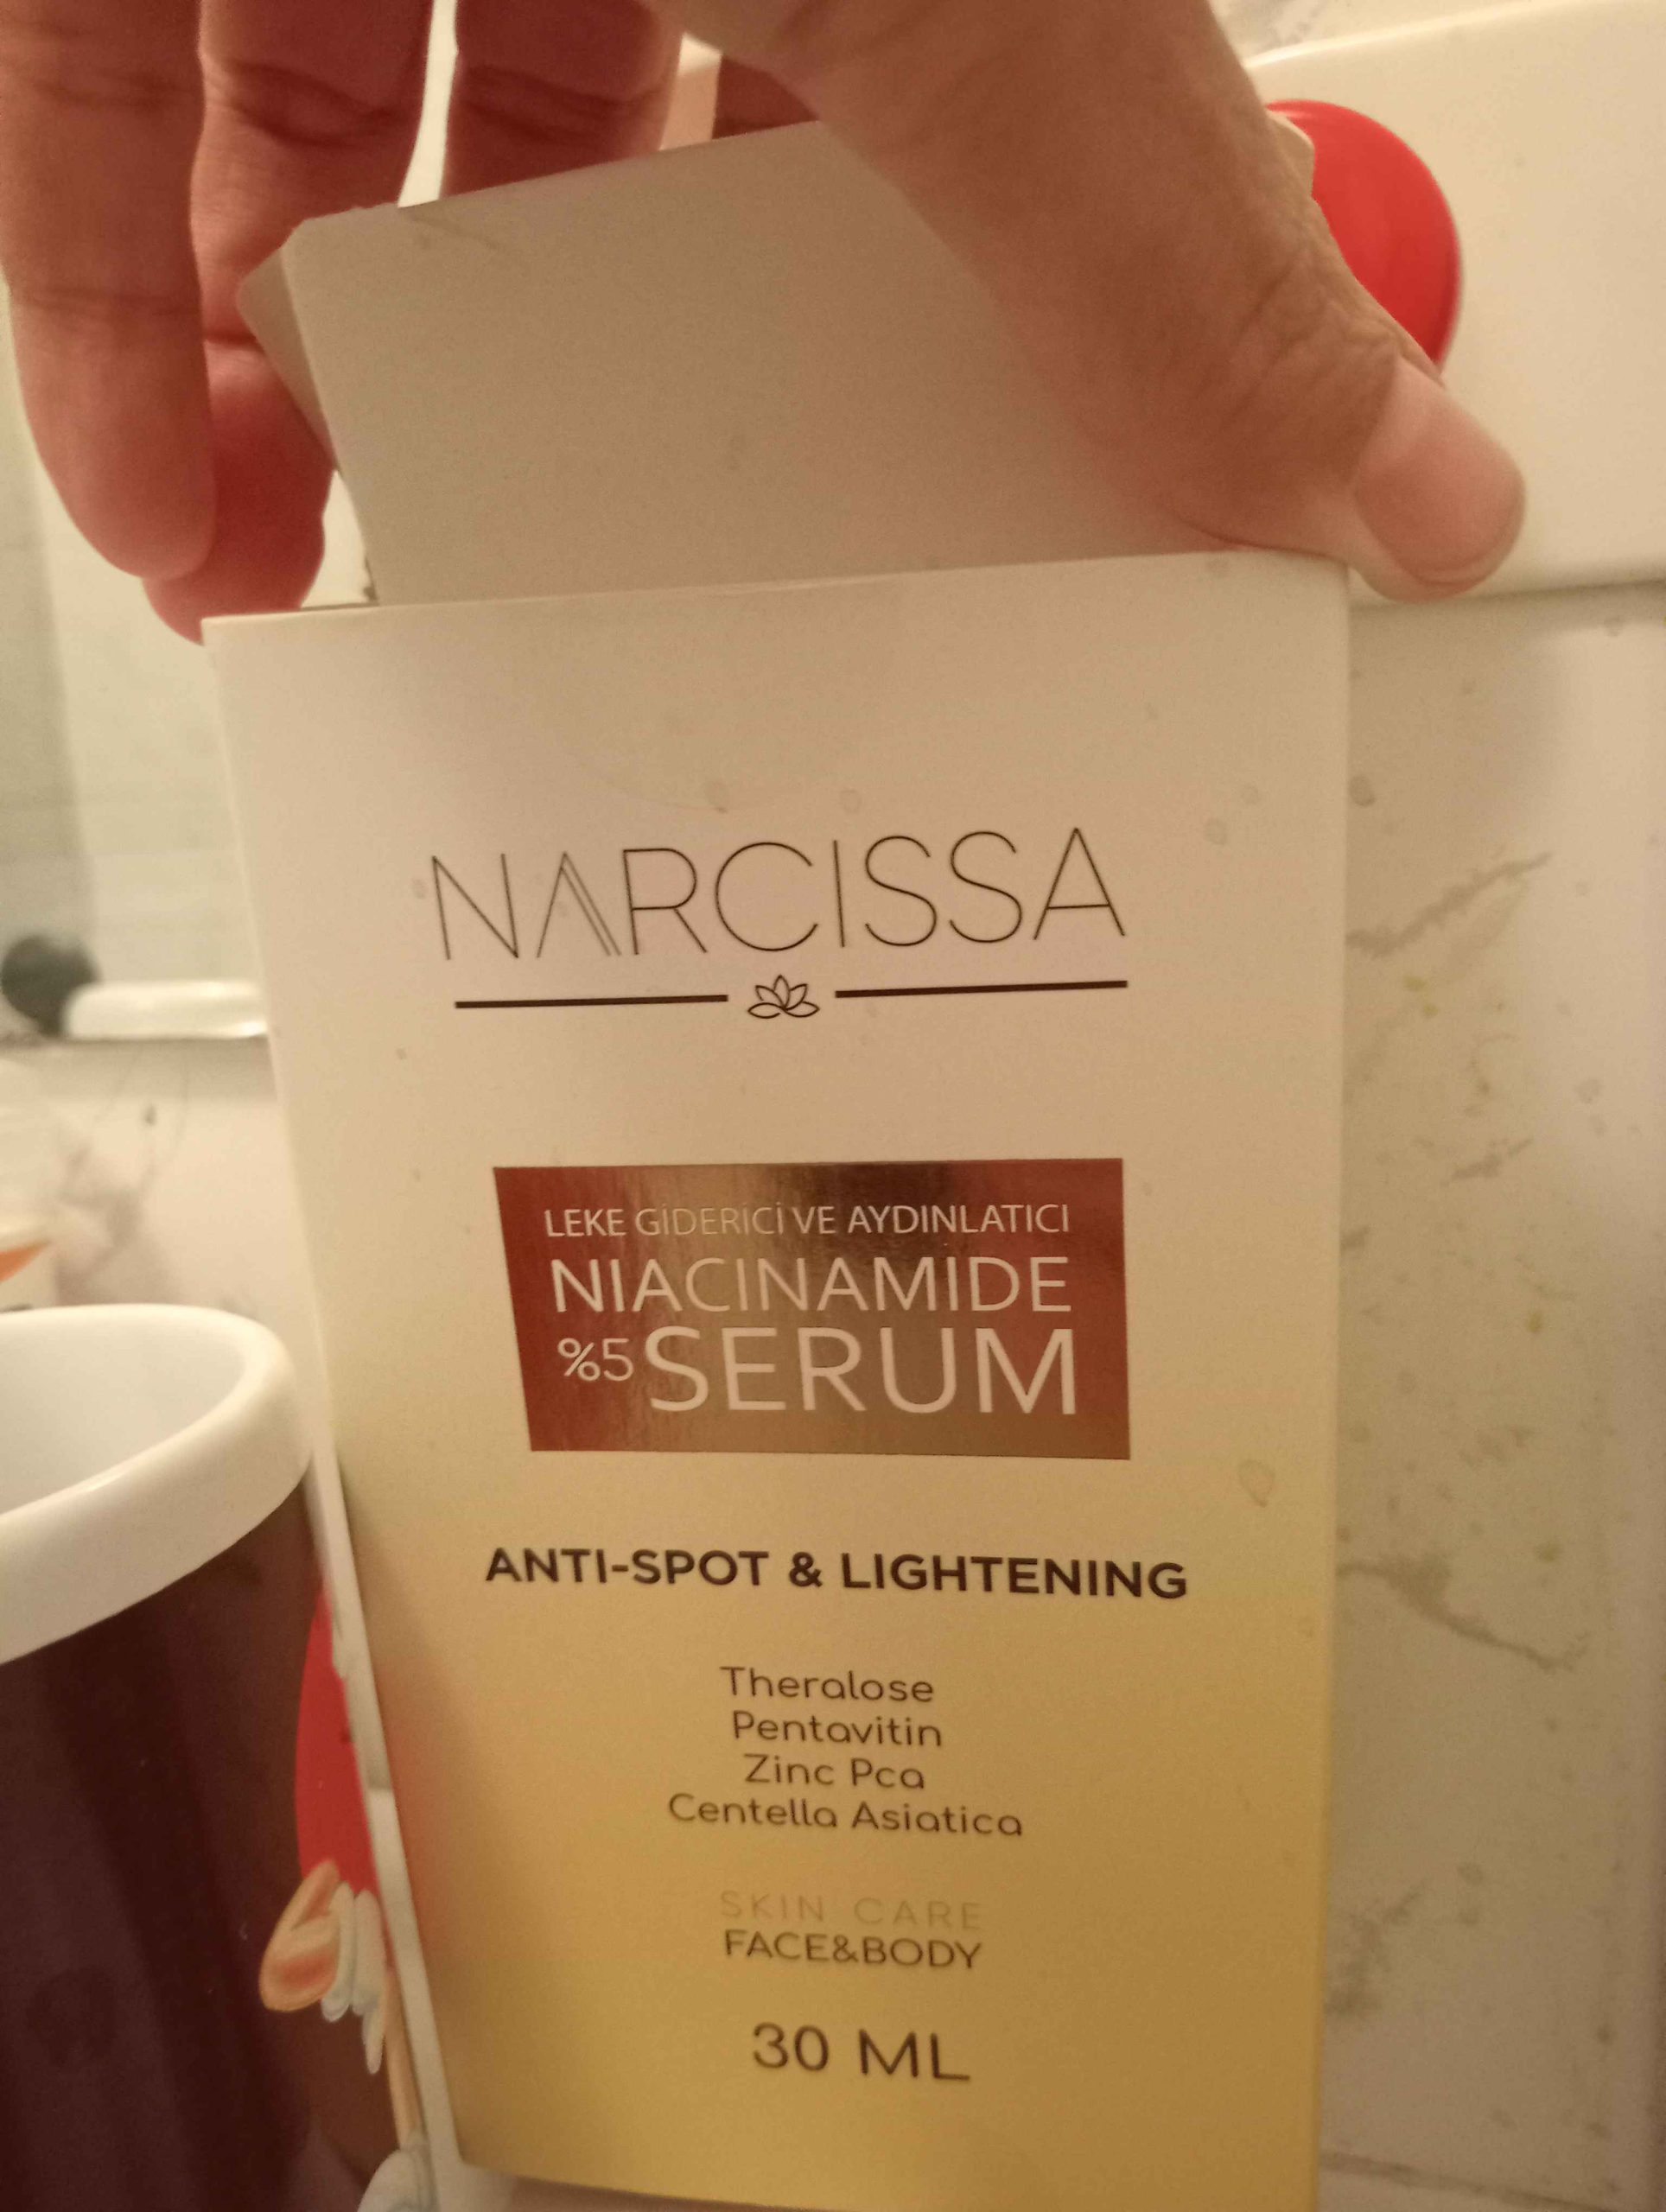 NARCISSA
LEKE GİDERİCİ VE AYDINLATICI
NIACINAMIDE
%5 SERUM
ANTI-SPOT & LIGHTENING
Theralose
Pentavitin
Zinc Pca
Centella Asiatica
SKIN CARE
FACE&BODY
30 ML